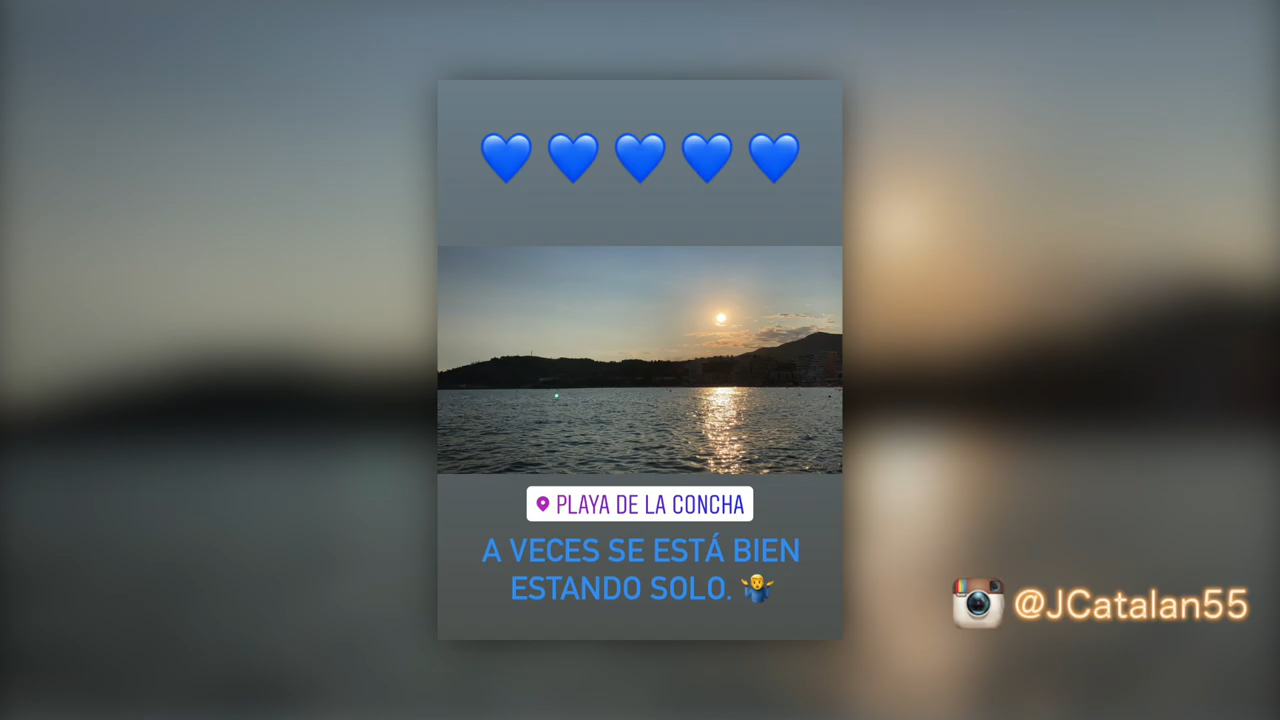 💙 💙 💙 💙 💙
PLAYA DE LA CONCHA
A VECES SE ESTÁ BIEN
ESTANDO SOLO. 🤷‍♂️
@JCatalan55